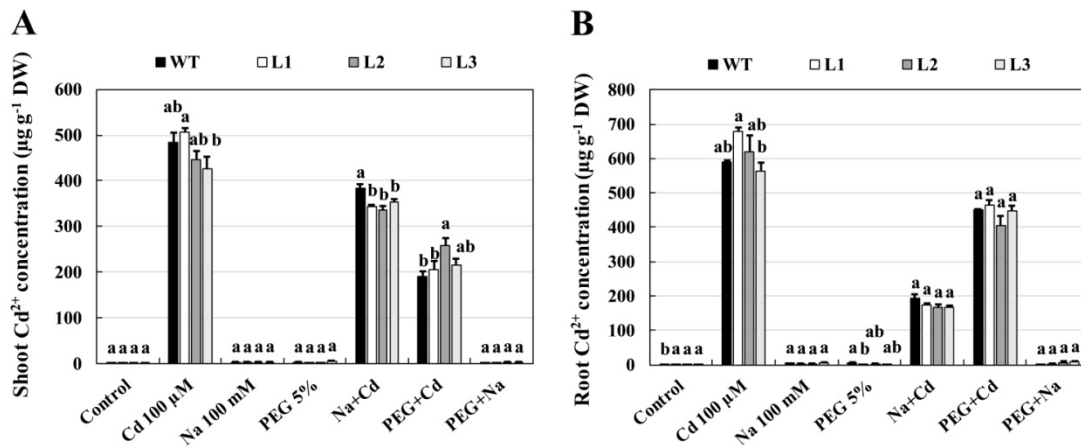 A
WT L1 L2 L3
Shoot Cd²⁺ concentration (µg g⁻¹ DW)
600
500
400
300
200
100
0
a a a a
ab a ab b
a a a a
a a a a
a b b b
b b a ab
a a a a
Control
Cd 100 µM
Na 100 mM
PEG 5%
Na+Cd
PEG+Cd
PEG+Na
B
WT L1 L2 L3
Root Cd²⁺ concentration (µg g⁻¹ DW)
800
700
600
500
400
300
200
100
0
b a a a
ab a ab b
a a a a
a b ab ab
a a a a
a a a a
a a a a
Control
Cd 100 µM
Na 100 mM
PEG 5%
Na+Cd
PEG+Cd
PEG+Na